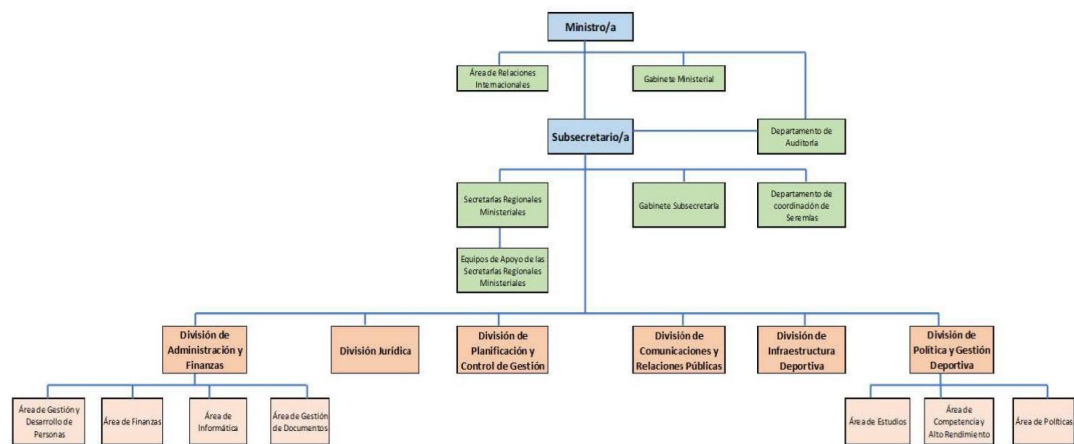 Ministro/a
Área de Relaciones
Internacionales
Gabinete Ministerial
Subsecretario/a
Departamento de
Auditoría
Secretarías Regionales
Ministeriales
Gabinete Subsecretaría
Departamento de
coordinación de
Seremías
Equipos de Apoyo de las
Secretarías Regionales
Ministeriales
División de
Administración y
Finanzas
División Jurídica
División de
Planificación y
Control de Gestión
División de
Comunicaciones y
Relaciones Públicas
División de
Infraestructura
Deportiva
División de
Política y Gestión
Deportiva
Área de Gestión y
Desarrollo de
Personas
Área de Finanzas
Área de
Informática
Área de Gestión
de Documentos
Área de Estudios
Área de
Competencia y
Alto Rendimiento
Área de Políticas